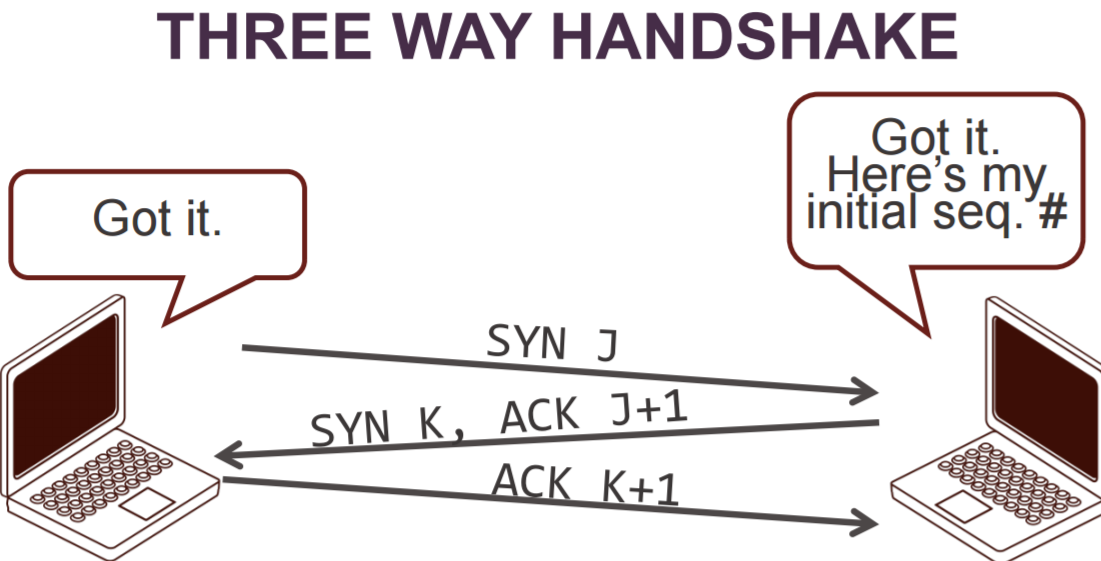 THREE WAY HANDSHAKE
Got it.
Here's my
initial seq. #
Got it.
SYN J
SYN K, ACK J+1
ACK K+1